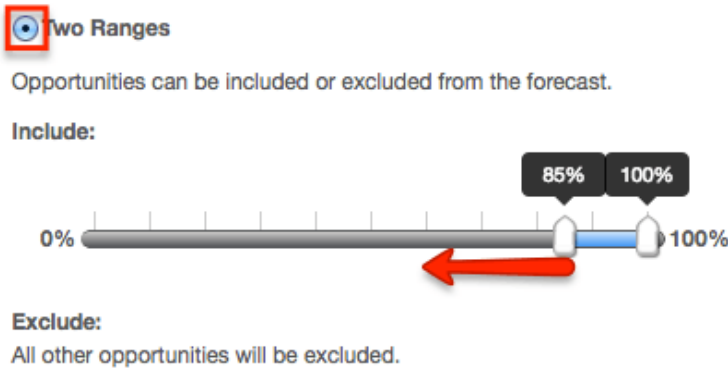 Two Ranges
Opportunities can be included or excluded from the forecast.
Include:
85% 100%
0% 100%
Exclude:
All other opportunities will be excluded.